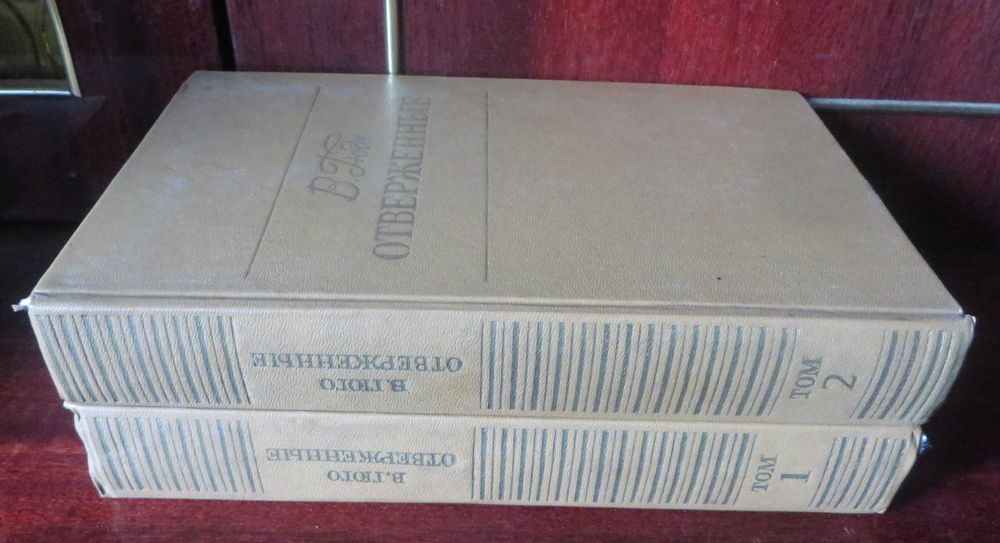 В Гюго
ОТВЕРЖЕННЫЕ
В. ГЮГО
ОТВЕРЖЕННЫЕ
ТОМ
2
В. ГЮГО
ОТВЕРЖЕННЫЕ
ТОМ
1